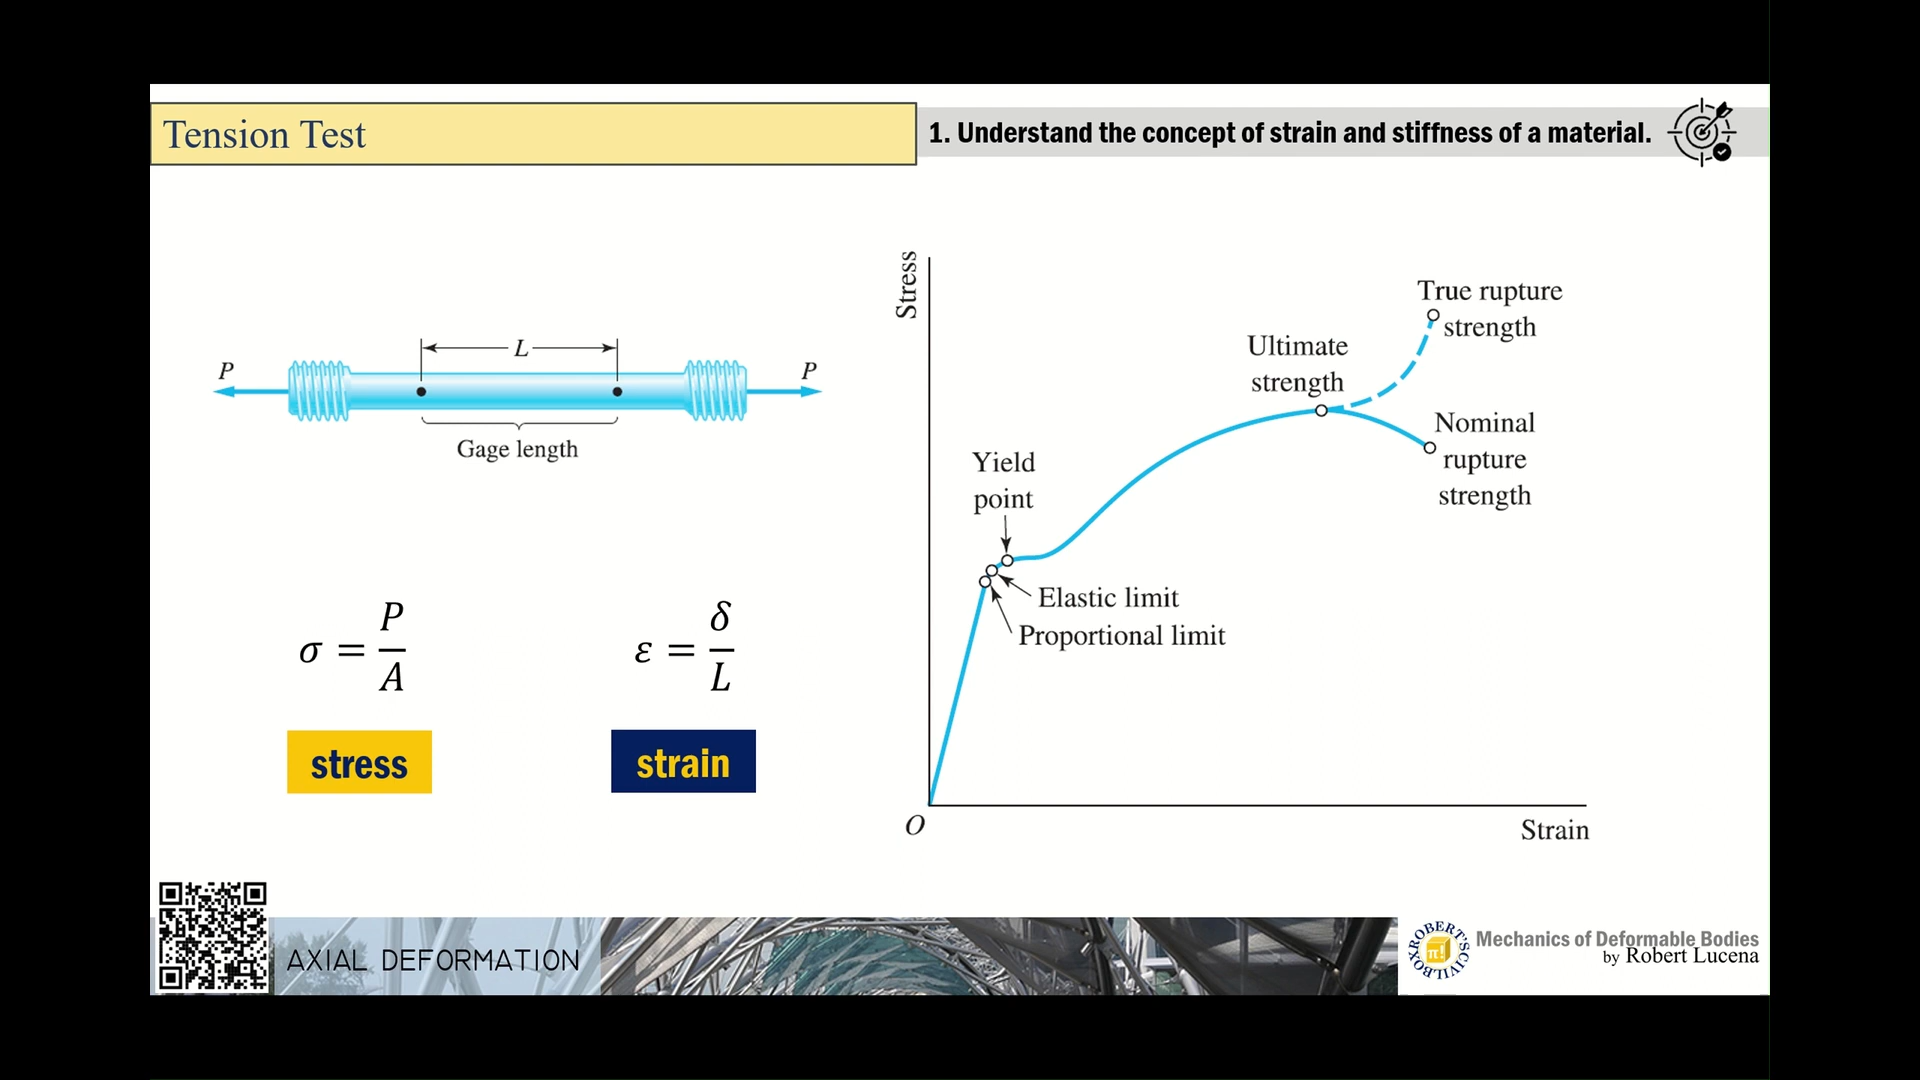 Tension Test
1. Understand the concept of strain and stiffness of a material.
P
L
P
Gage length
σ = P/A
ε = δ/L
stress
strain
Stress
True rupture
strength
Ultimate
strength
Nominal
rupture
strength
Yield
point
Elastic limit
Proportional limit
O
Strain
AXIAL DEFORMATION
ROBERT'S CIVILBOX
π!
Mechanics of Deformable Bodies
by Robert Lucena